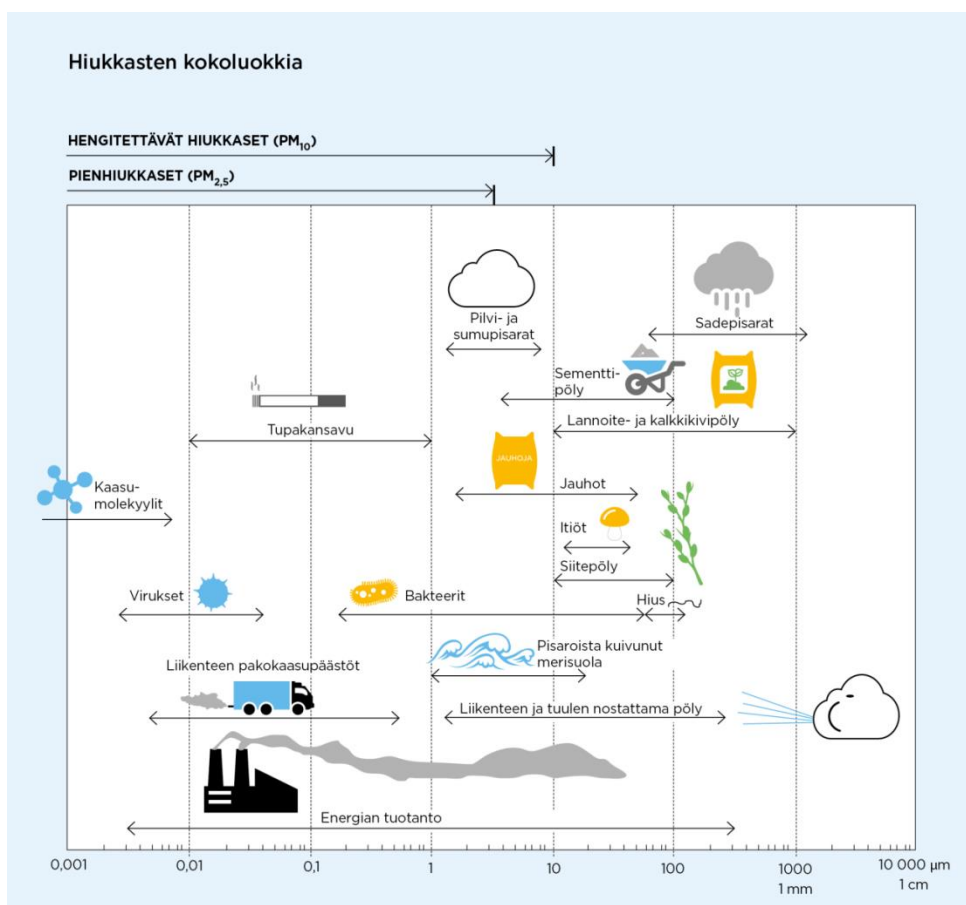 Hiukkasten kokoluokkia
HENGITETTÄVÄT HIUKKASET (PM10)
PIENHIUKKASET (PM2,5)
Pilvi- ja
sumupisarat
Sadepisarat
Sementti-
pöly
Lannoite- ja kalkkikivipöly
Tupakansavu
JAUHOJA
Jauhot
Kaasu-
molekyylit
Itiöt
Siitepöly
Virukset
Bakteerit
Hius
Pisaroista kuivunut
merisuola
Liikenteen pakokaasupäästöt
Liikenteen ja tuulen nostattama pöly
Energian tuotanto
0,001 0,01 0,1 1 10 100 1000 10 000 µm
1 mm 1 cm